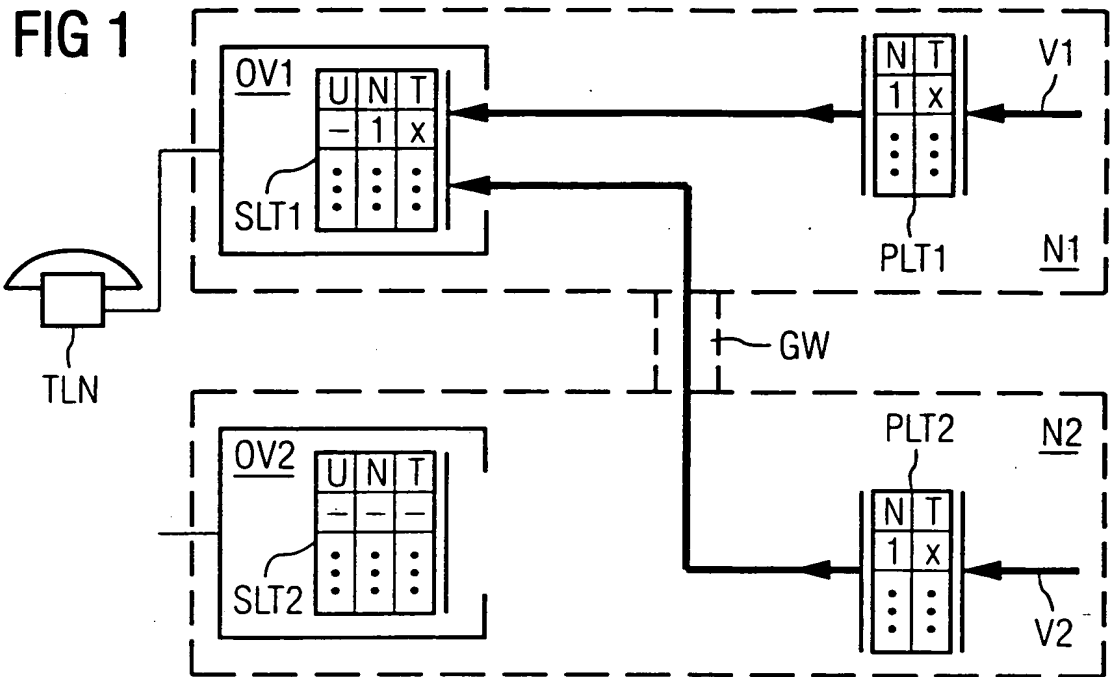 FIG 1
OV1
U N T
– 1 x
SLT1
N T
1 x
PLT1
V1
N1
TLN
GW
OV2
U N T
– – –
SLT2
PLT2
N2
N T
1 x
V2